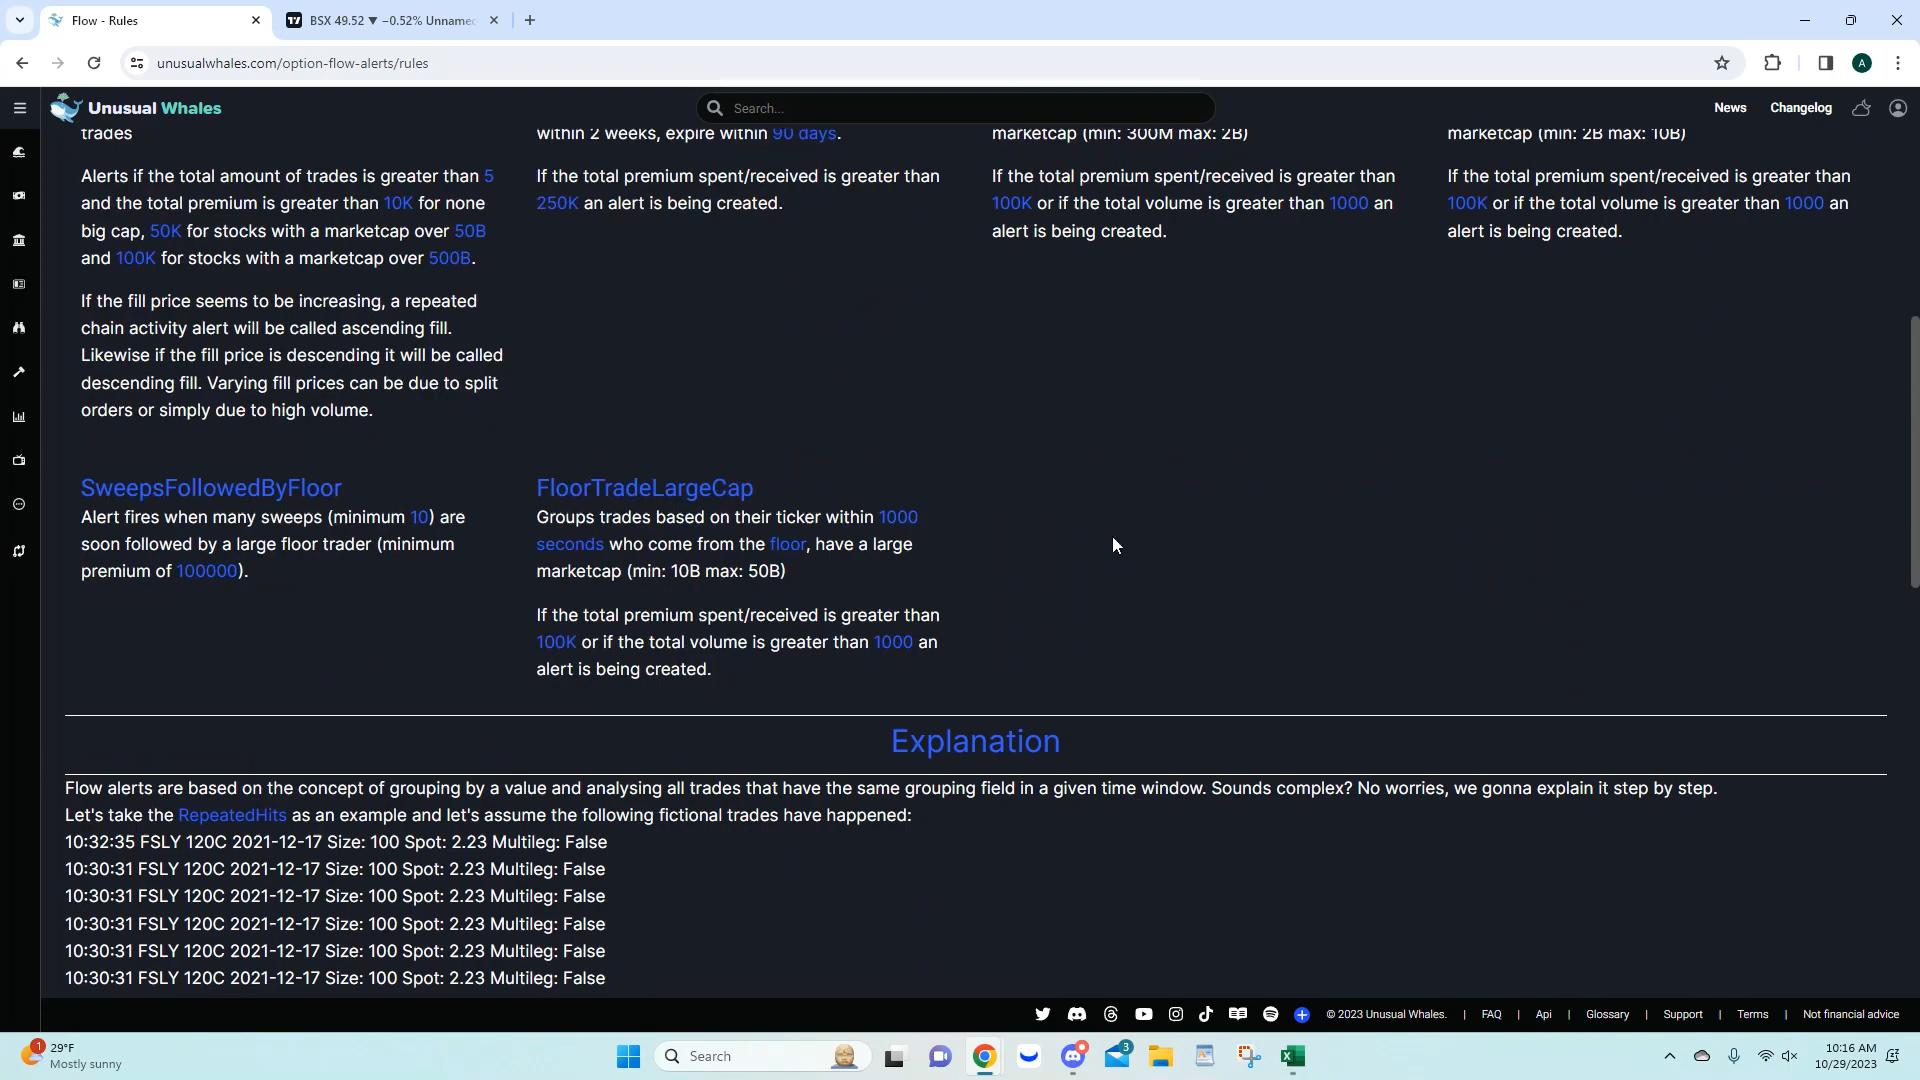 Flow - Rules
BSX 49.52 ▼ −0.52% Unname
unusualwhales.com/option-flow-alerts/rules
Unusual Whales
Search...
News
Changelog
trades
Alerts if the total amount of trades is greater than 5
and the total premium is greater than 10K for none
big cap, 50K for stocks with a marketcap over 50B
and 100K for stocks with a marketcap over 500B.
If the fill price seems to be increasing, a repeated
chain activity alert will be called ascending fill.
Likewise if the fill price is descending it will be called
descending fill. Varying fill prices can be due to split
orders or simply due to high volume.
within 2 weeks, expire within 90 days.
If the total premium spent/received is greater than
250K an alert is being created.
marketcap (min: 300M max: 2B)
If the total premium spent/received is greater than
100K or if the total volume is greater than 1000 an
alert is being created.
marketcap (min: 2B max: 10B)
If the total premium spent/received is greater than
100K or if the total volume is greater than 1000 an
alert is being created.
SweepsFollowedByFloor
Alert fires when many sweeps (minimum 10) are
soon followed by a large floor trader (minimum
premium of 100000).
FloorTradeLargeCap
Groups trades based on their ticker within 1000
seconds who come from the floor, have a large
marketcap (min: 10B max: 50B)
If the total premium spent/received is greater than
100K or if the total volume is greater than 1000 an
alert is being created.
Explanation
Flow alerts are based on the concept of grouping by a value and analysing all trades that have the same grouping field in a given time window. Sounds complex? No worries, we gonna explain it step by step.
Let's take the RepeatedHits as an example and let's assume the following fictional trades have happened:
10:32:35 FSLY 120C 2021-12-17 Size: 100 Spot: 2.23 Multileg: False
10:30:31 FSLY 120C 2021-12-17 Size: 100 Spot: 2.23 Multileg: False
10:30:31 FSLY 120C 2021-12-17 Size: 100 Spot: 2.23 Multileg: False
10:30:31 FSLY 120C 2021-12-17 Size: 100 Spot: 2.23 Multileg: False
10:30:31 FSLY 120C 2021-12-17 Size: 100 Spot: 2.23 Multileg: False
10:30:31 FSLY 120C 2021-12-17 Size: 100 Spot: 2.23 Multileg: False
© 2023 Unusual Whales. | FAQ | Api | Glossary | Support | Terms | Not financial advice
1
29°F
Mostly sunny
Search
3
10:16 AM
10/29/2023
A